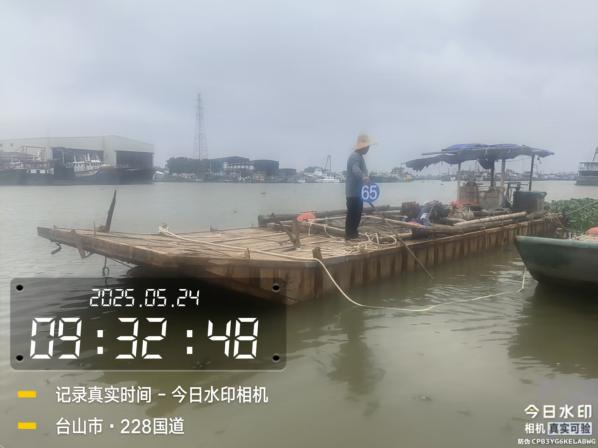 65
2025.05.24
09:32:48
记录真实时间 - 今日水印相机
台山市·228国道
今日水印
相机 真实可验
防伪 CPB3YG6KELABWG